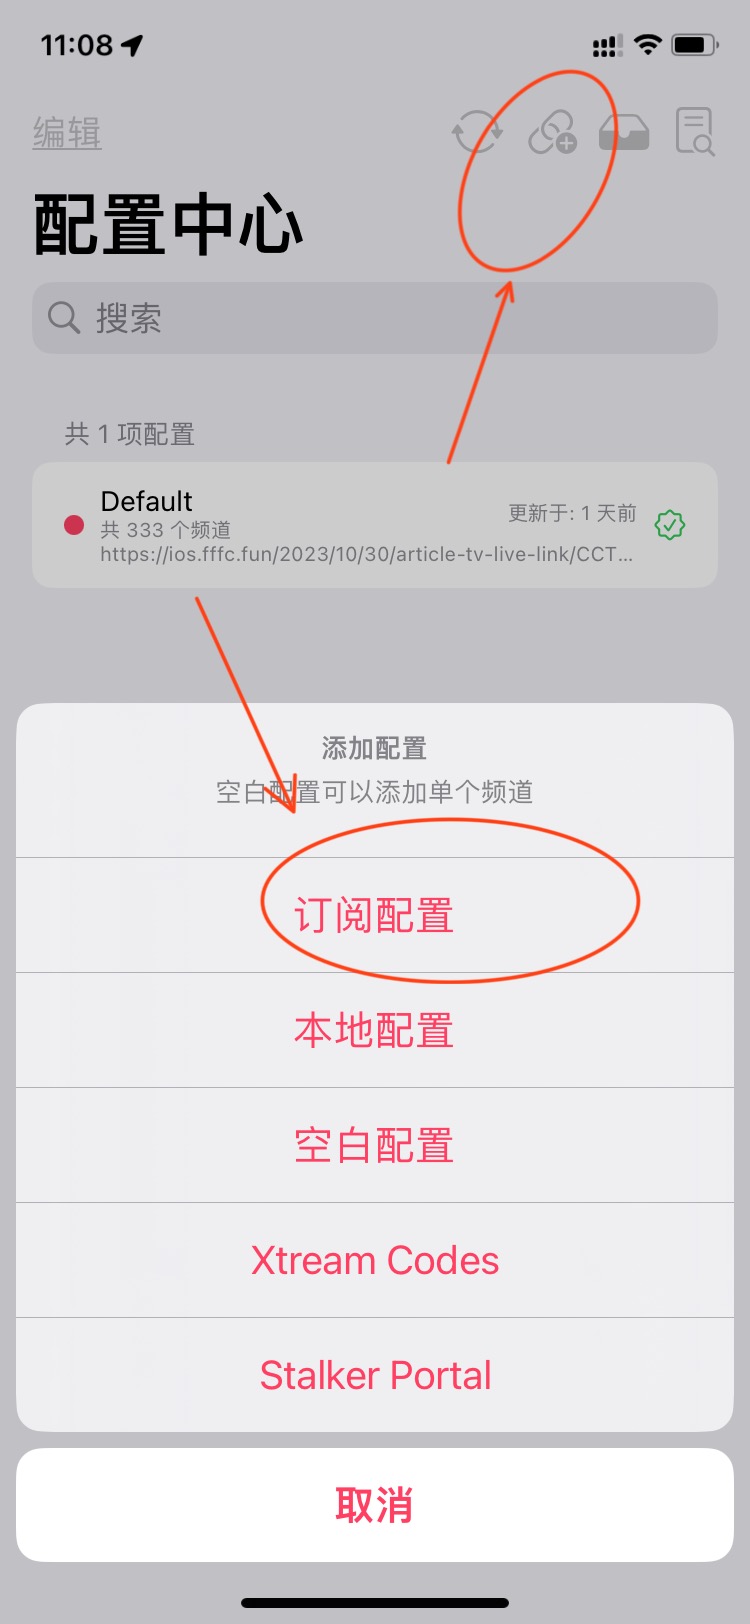 11:08
编辑
配置中心
搜索
共 1 项配置
Default
更新于: 1 天前
共 333 个频道
https://ios.fffc.fun/2023/10/30/article-tv-live-link/CCT...
添加配置
空白配置可以添加单个频道
订阅配置
本地配置
空白配置
Xtream Codes
Stalker Portal
取消